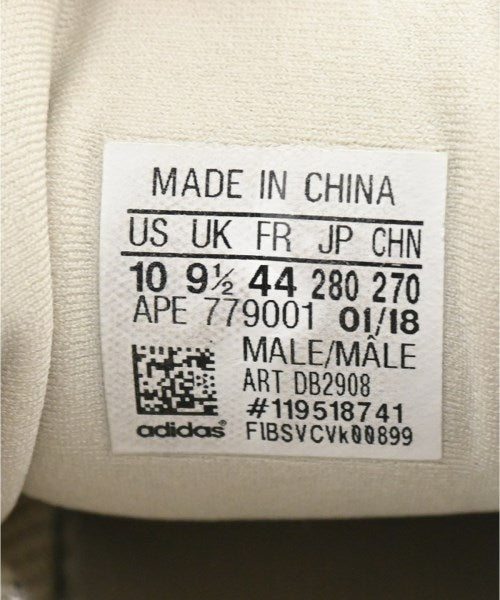 MADE IN CHINA
US UK FR JP CHN
10 9½ 44 280 270
APE 779001 01/18
MALE/MÂLE
ART DB2908
#119518741
adidas® FIBSVCVk00899